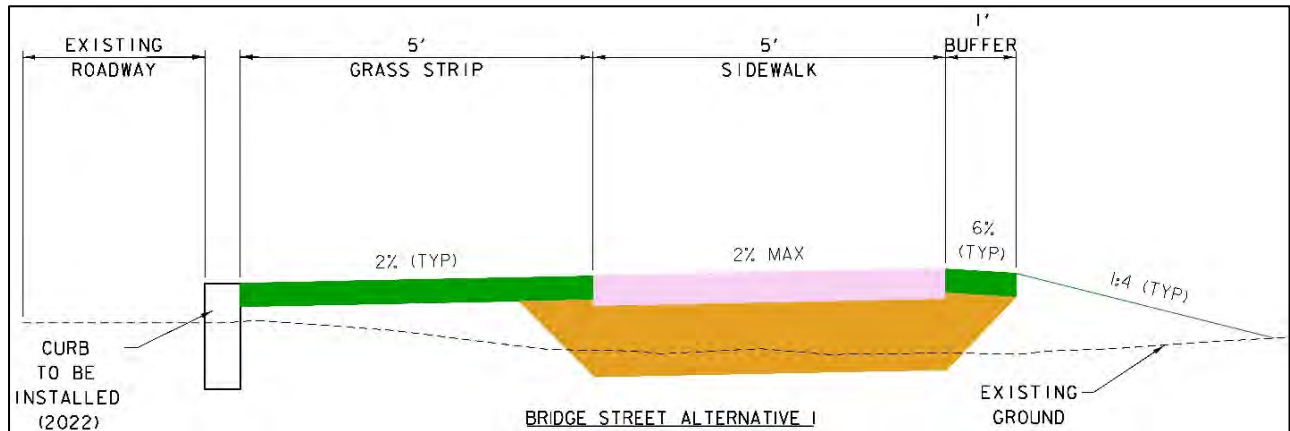 EXISTING
ROADWAY
5'
GRASS STRIP
5'
SIDEWALK
1'
BUFFER
2% (TYP)
2% MAX
6%
(TYP)
1:4 (TYP)
CURB
TO BE
INSTALLED
(2022)
EXISTING
GROUND
BRIDGE STREET ALTERNATIVE 1